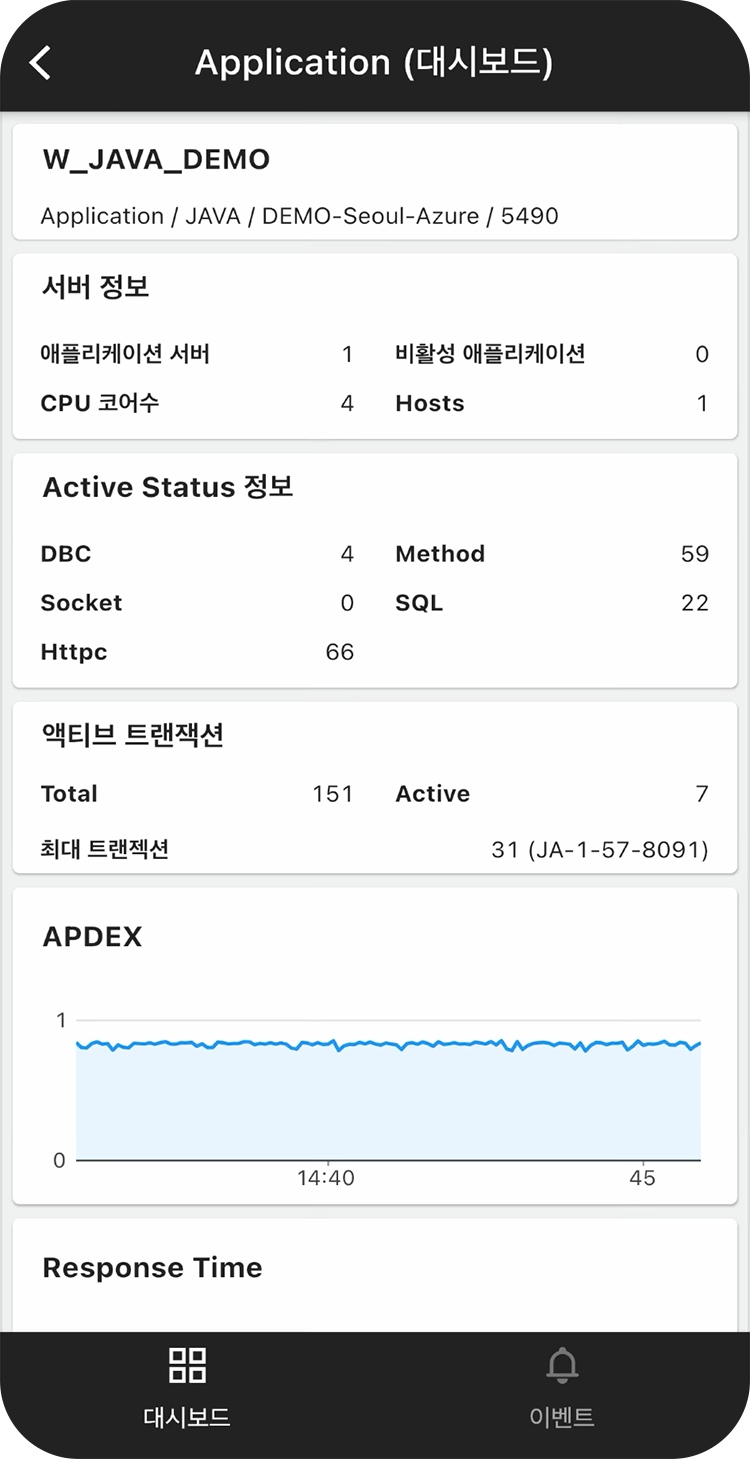 Application (대시보드)
W_JAVA_DEMO
Application / JAVA / DEMO-Seoul-Azure / 5490
서버 정보
애플리케이션 서버 1 비활성 애플리케이션 0
CPU 코어수 4 Hosts 1
Active Status 정보
DBC 4 Method 59
Socket 0 SQL 22
Httpc 66
액티브 트랜잭션
Total 151 Active 7
최대 트랜젝션 31 (JA-1-57-8091)
APDEX
1
0
14:40 45
Response Time
대시보드 이벤트